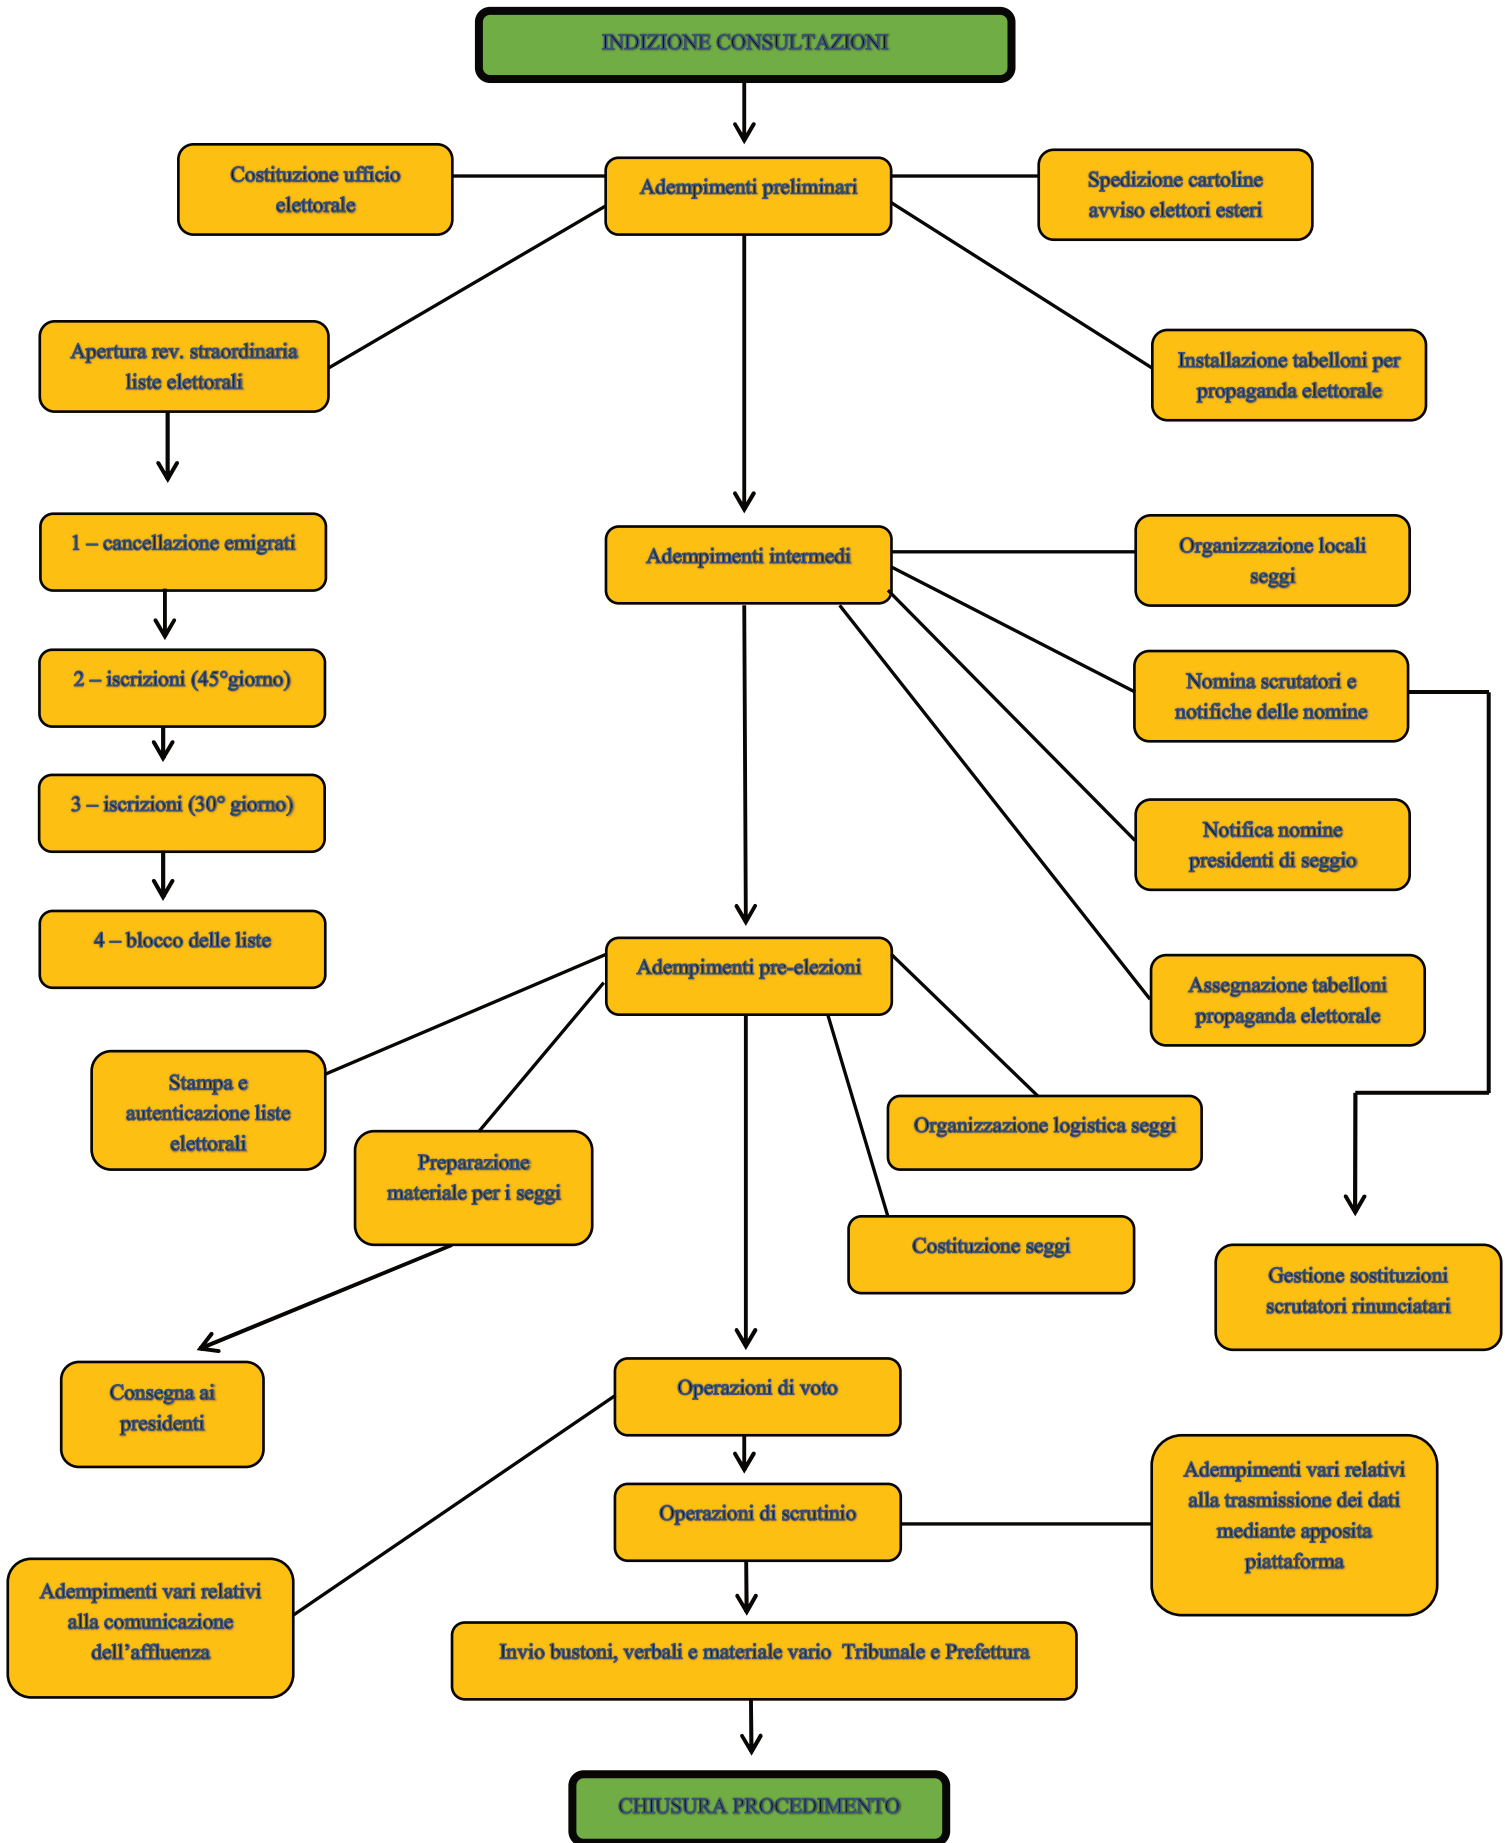 INDIZIONE CONSULTAZIONI
Costituzione ufficio
elettorale
Adempimenti preliminari
Spedizione cartoline
avviso elettori esteri
Apertura rev. straordinaria
liste elettorali
Installazione tabelloni per
propaganda elettorale
1 – cancellazione emigrati
Adempimenti intermedi
Organizzazione locali
seggi
2 – iscrizioni (45°giorno)
Nomina scrutatori e
notifiche delle nomine
3 – iscrizioni (30° giorno)
Notifica nomine
presidenti di seggio
4 – blocco delle liste
Adempimenti pre-elezioni
Assegnazione tabelloni
propaganda elettorale
Stampa e
autenticazione liste
elettorali
Preparazione
materiale per i seggi
Organizzazione logistica seggi
Costituzione seggi
Gestione sostituzioni
scrutatori rinunciatari
Consegna ai
presidenti
Operazioni di voto
Operazioni di scrutinio
Adempimenti vari relativi
alla trasmissione dei dati
mediante apposita
piattaforma
Adempimenti vari relativi
alla comunicazione
dell’affluenza
Invio bustoni, verbali e materiale vario  Tribunale e Prefettura
CHIUSURA PROCEDIMENTO